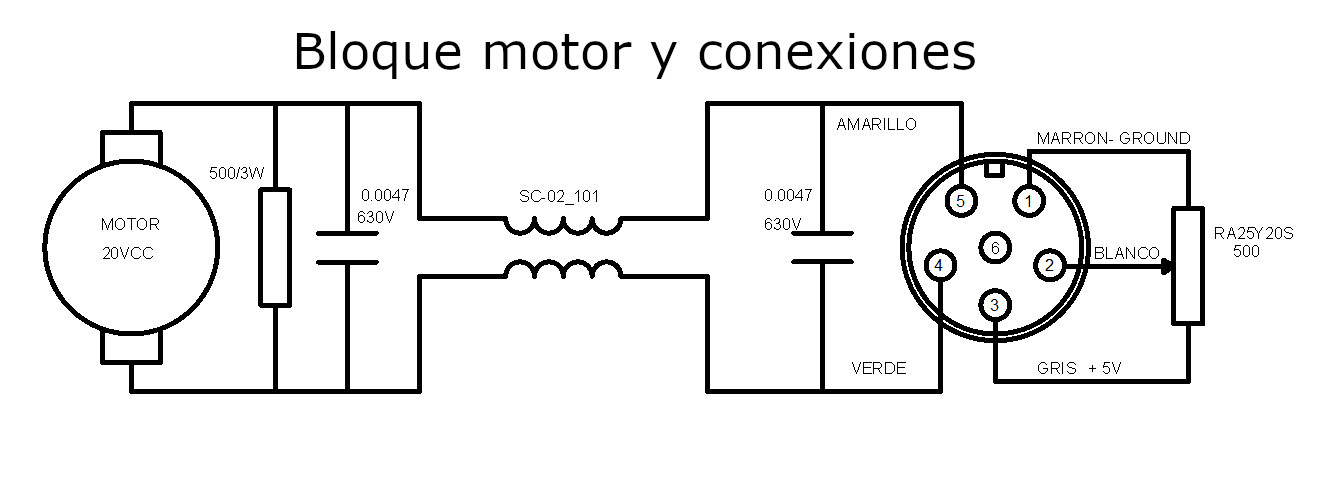 Bloque motor y conexiones
AMARILLO
MARRON- GROUND
500/3W
0.0047
630V
SC-02_101
0.0047
630V
5
1
MOTOR
20VCC
RA25Y20S
500
6
BLANCO
4
2
3
VERDE
GRIS + 5V